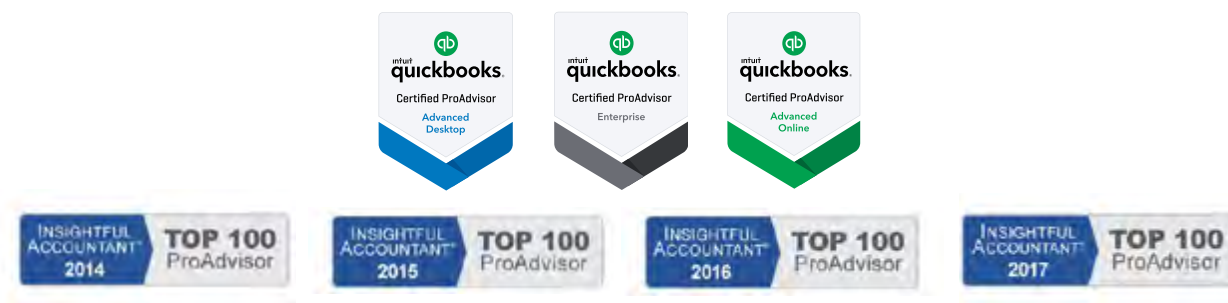 qb
intuit
quickbooks.
Certified ProAdvisor
Advanced
Desktop
qb
intuit
quickbooks.
Certified ProAdvisor
Enterprise
qb
intuit
quickbooks.
Certified ProAdvisor
Advanced
Online
INSIGHTFUL
ACCOUNTANT
2014
TOP 100
ProAdvisor
INSIGHTFUL
ACCOUNTANT
2015
TOP 100
ProAdvisor
INSIGHTFUL
ACCOUNTANT
2016
TOP 100
ProAdvisor
INSIGHTFUL
ACCOUNTANT
2017
TOP 100
ProAdvisor